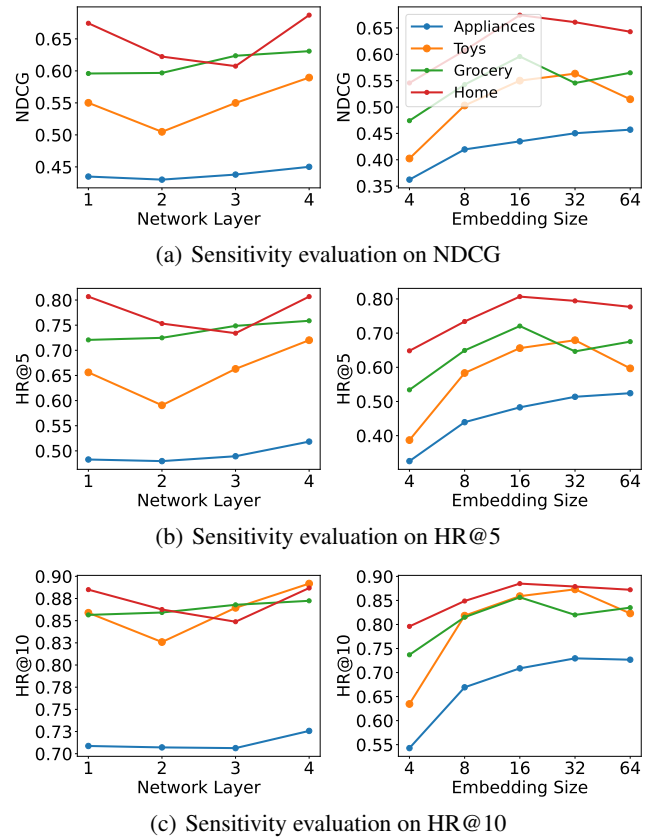 0.65
0.60
0.55
0.50
0.45
NDCG
1 2 3 4
Network Layer
0.65
0.60
0.55
0.50
0.45
0.40
0.35
NDCG
Appliances
Toys
Grocery
Home
4 8 16 32 64
Embedding Size
(a) Sensitivity evaluation on NDCG
0.80
0.75
0.70
0.65
0.60
0.55
0.50
HR@5
1 2 3 4
Network Layer
0.80
0.70
0.60
0.50
0.40
HR@5
4 8 16 32 64
Embedding Size
(b) Sensitivity evaluation on HR@5
0.90
0.88
0.85
0.83
0.80
0.78
0.75
0.73
0.70
HR@10
1 2 3 4
Network Layer
0.90
0.85
0.80
0.75
0.70
0.65
0.60
0.55
HR@10
4 8 16 32 64
Embedding Size
(c) Sensitivity evaluation on HR@10